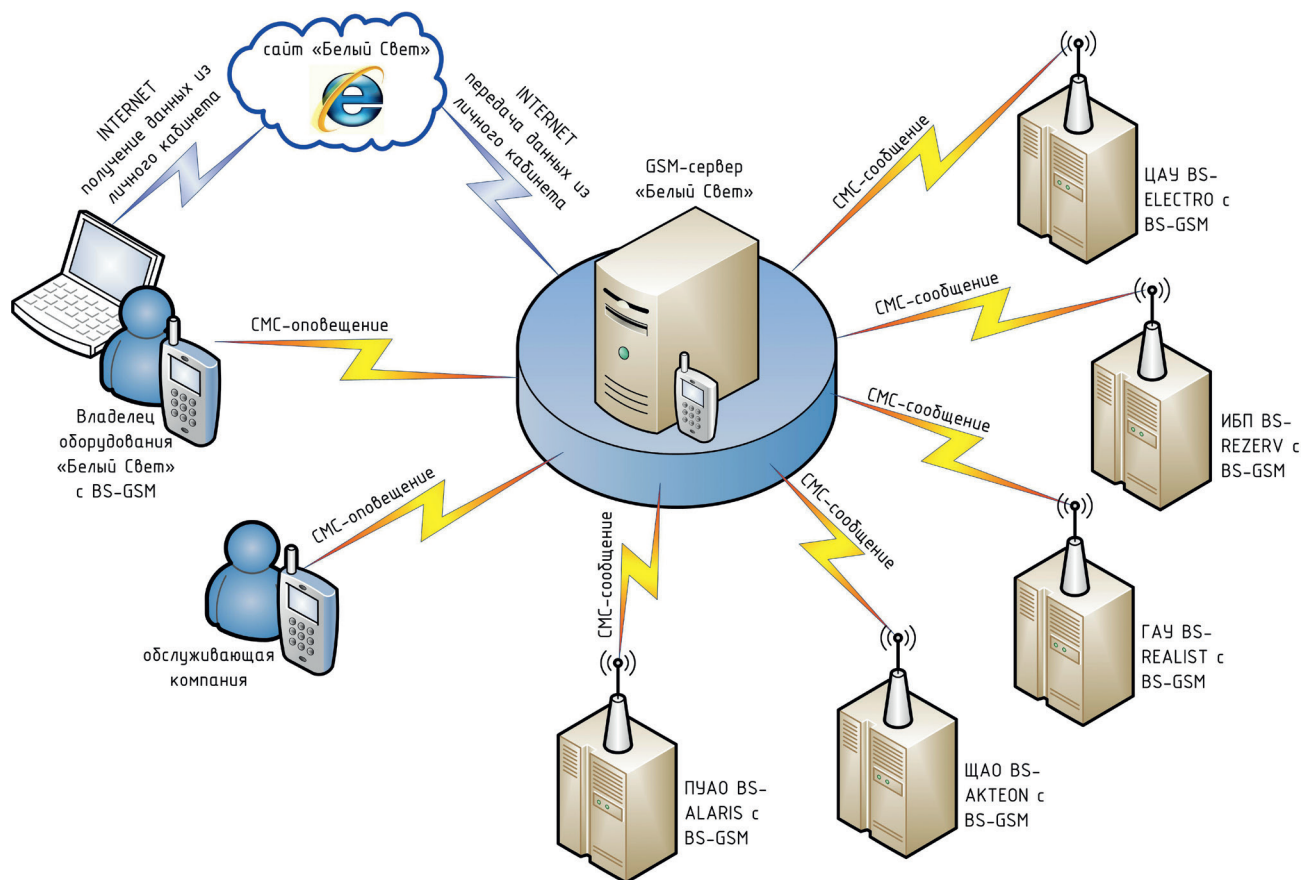 сайт «Белый Свет»
INTERNET
получение данных из
личного кабинета
INTERNET
передача данных из
личного кабинета
GSM-сервер
«Белый Свет»
СМС-сообщение
ЦАУ BS-
ELECTRO с
BS-GSM
СМС-сообщение
ИБП BS-
REZERV с
BS-GSM
СМС-оповещение
Владелец
оборудования
«Белый Свет»
с BS-GSM
СМС-сообщение
ГАУ BS-
REALIST с
BS-GSM
СМС-оповещение
обслуживающая
компания
СМС-сообщение
ПУАО BS-
ALARIS с
BS-GSM
СМС-сообщение
ЩАО BS-
AKTEON с
BS-GSM